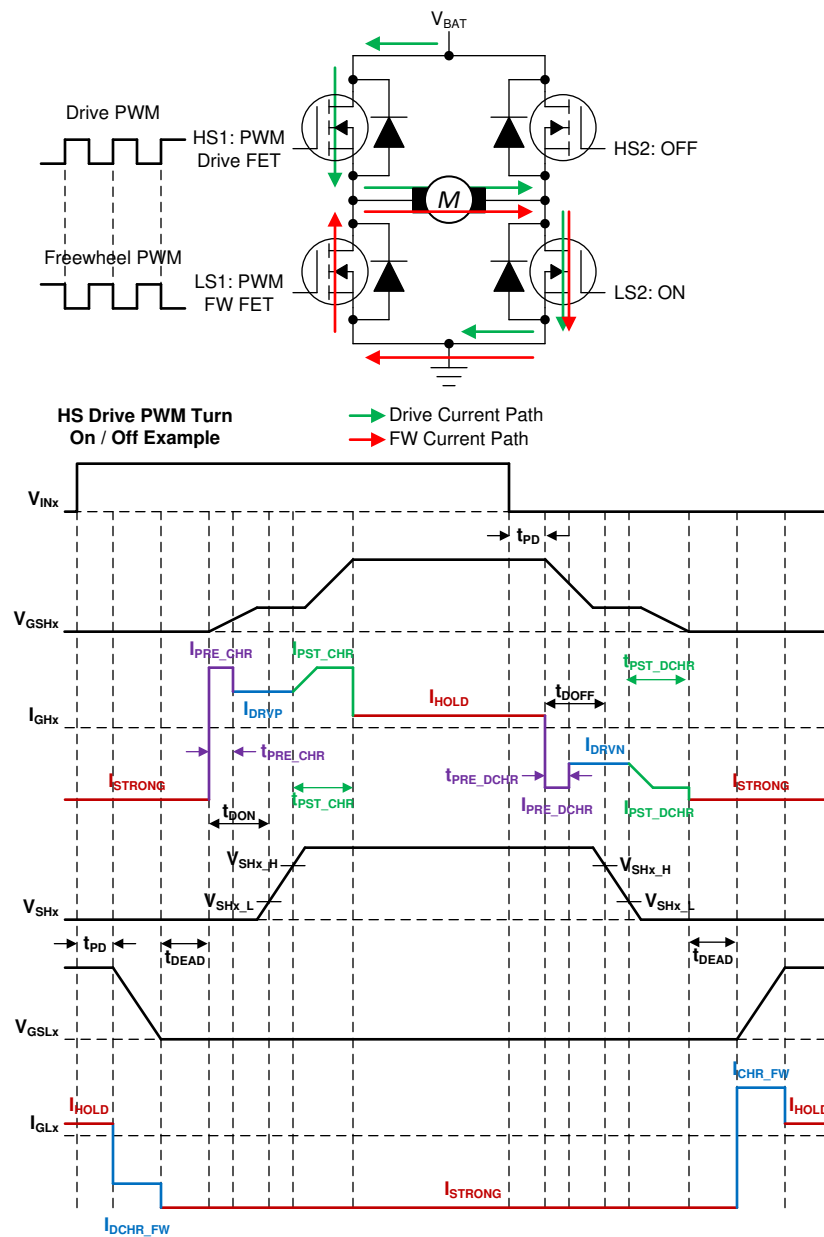 VBAT
Drive PWM
HS1: PWM
Drive FET
HS2: OFF
M
Freewheel PWM
LS1: PWM
FW FET
LS2: ON
HS Drive PWM Turn
On / Off Example
Drive Current Path
FW Current Path
VINx
tPD
VGSHx
IPRE_CHR
IPST_CHR
tPST_DCHR
IHOLD
tDOFF
IGHx
IDRVP
IDRVN
tPRE_CHR
tPRE_DCHR
ISTRONG
tPST_CHR
IPRE_DCHR
IPST_DCHR
ISTRONG
tDON
VSHx_H
VSHx_H
VSHx_L
VSHx_L
VSHx
tPD
tDEAD
tDEAD
VGSLx
ICHR_FW
IHOLD
IHOLD
IGLx
ISTRONG
IDCHR_FW